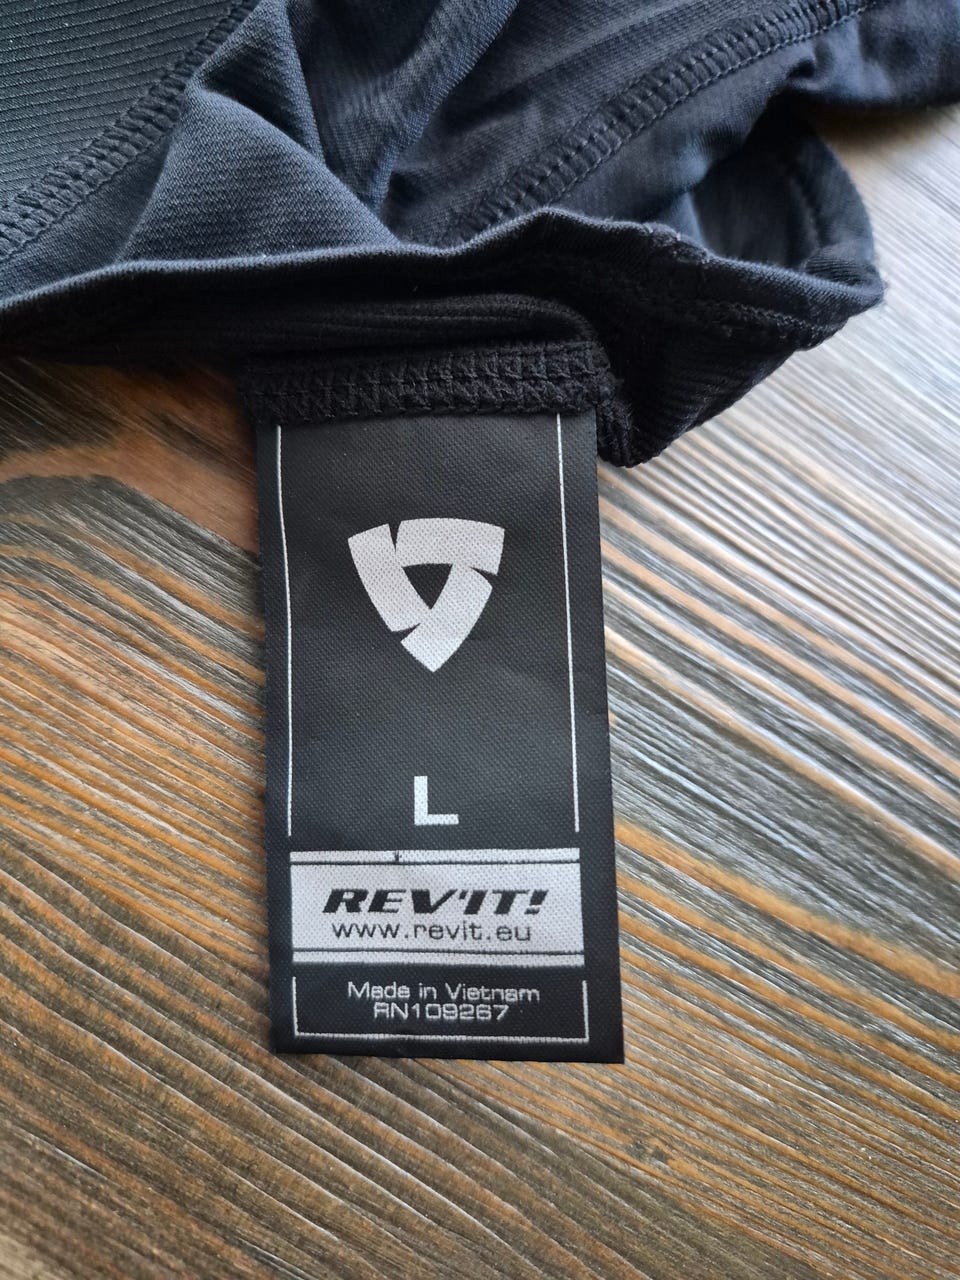 L
REV'IT!
www.revit.eu
Made in Vietnam
RN109267